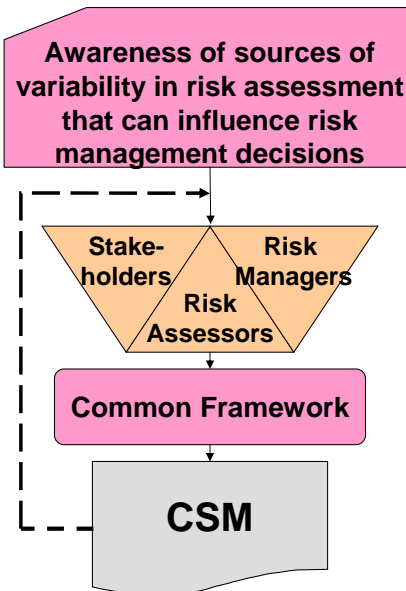 Awareness of sources of
variability in risk assessment
that can influence risk
management decisions
Stake-
holders
Risk
Managers
Risk
Assessors
Common Framework
CSM